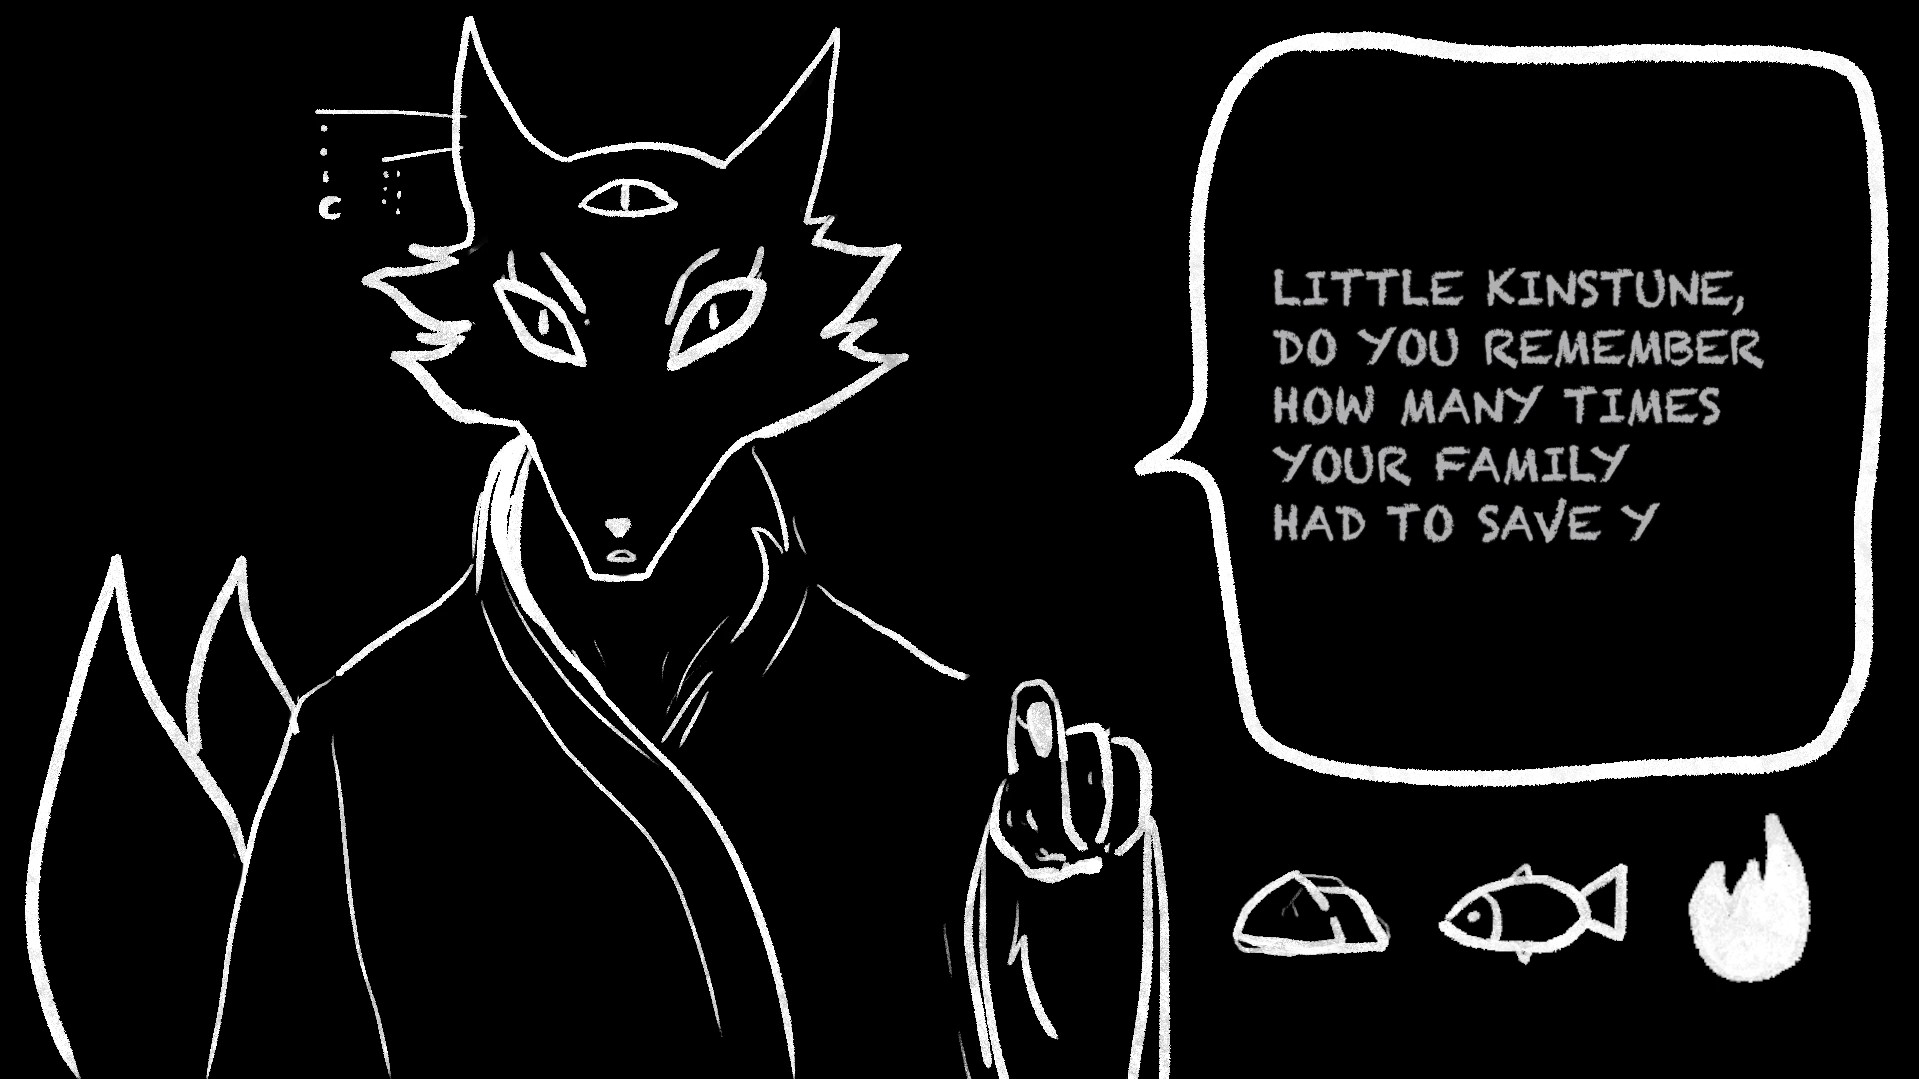 LITTLE KINSTUNE,
DO YOU REMEMBER
HOW MANY TIMES
YOUR FAMILY
HAD TO SAVE Y